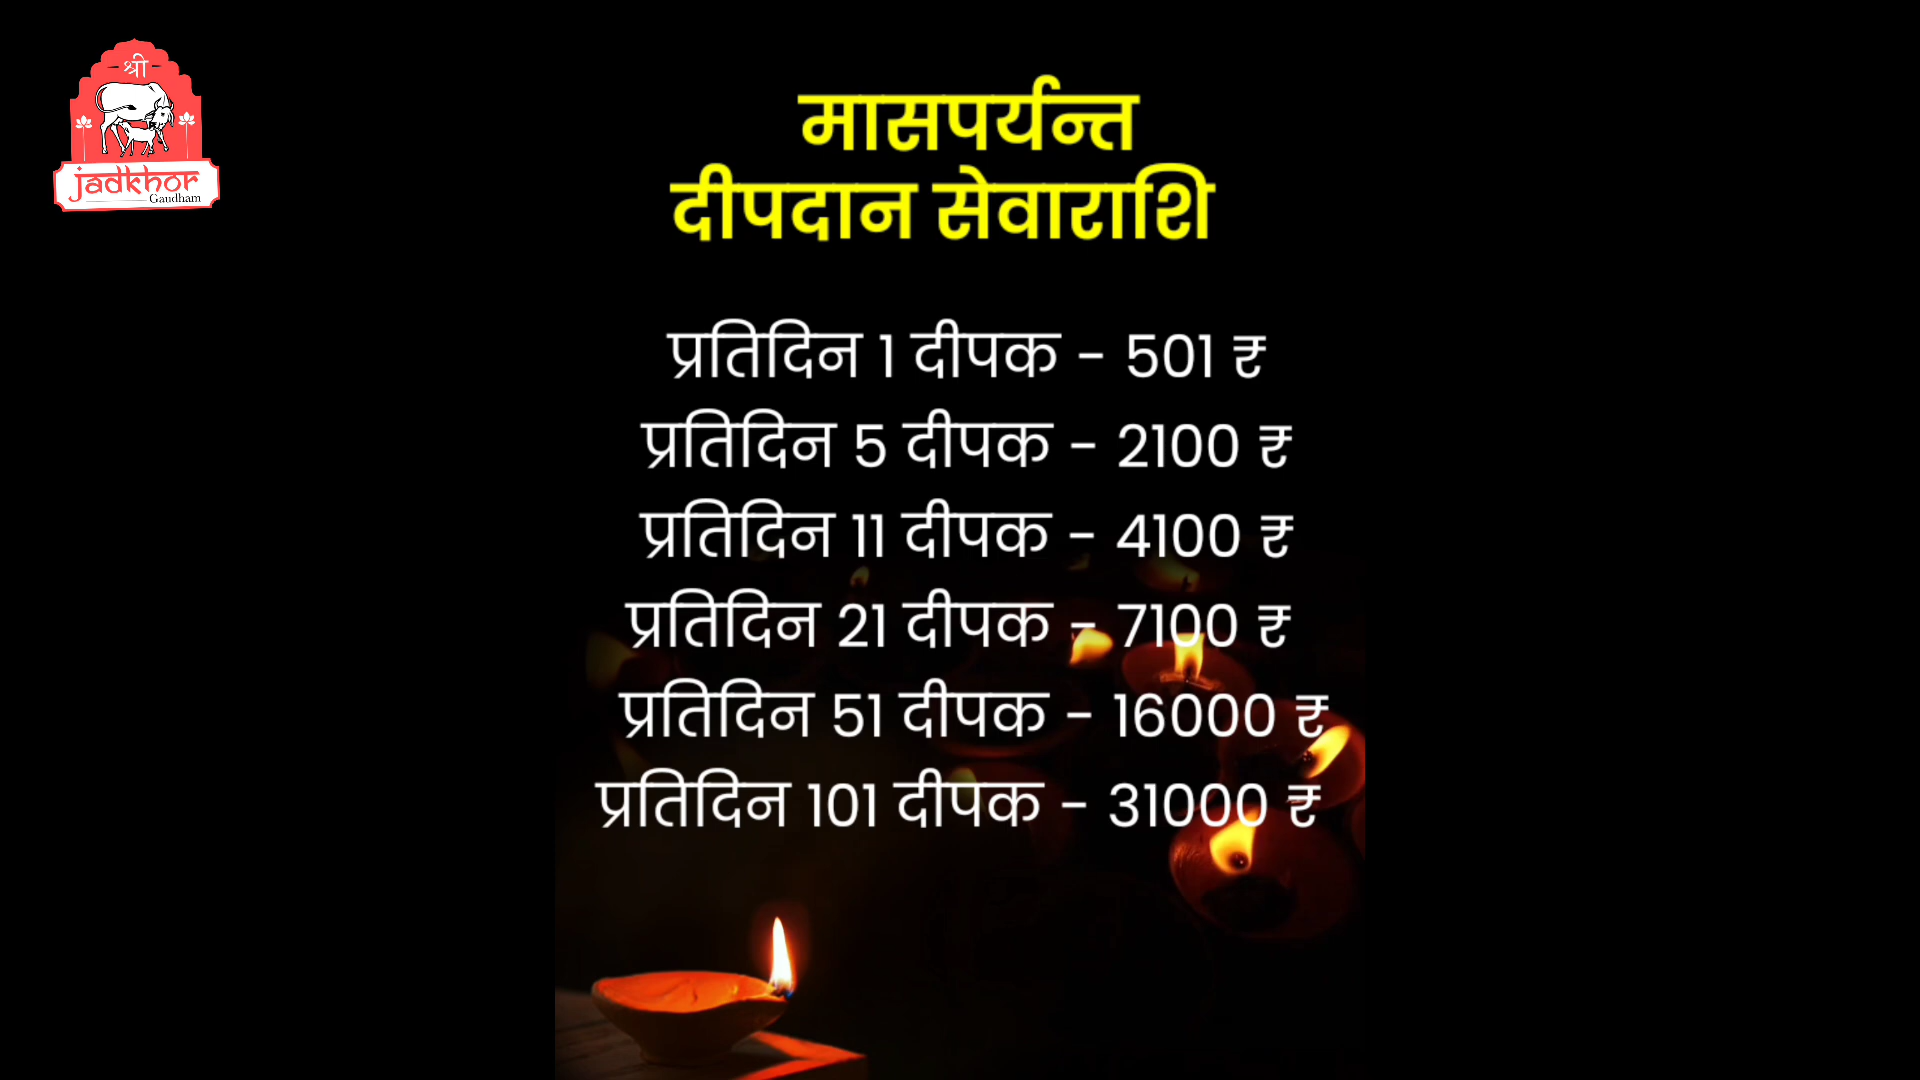 श्री
jadkhor
Gaudham
मासपर्यन्त
दीपदान सेवाराशि
प्रतिदिन 1 दीपक - 501 ₹
प्रतिदिन 5 दीपक - 2100 ₹
प्रतिदिन 11 दीपक - 4100 ₹
प्रतिदिन 21 दीपक - 7100 ₹
प्रतिदिन 51 दीपक - 16000 ₹
प्रतिदिन 101 दीपक - 31000 ₹